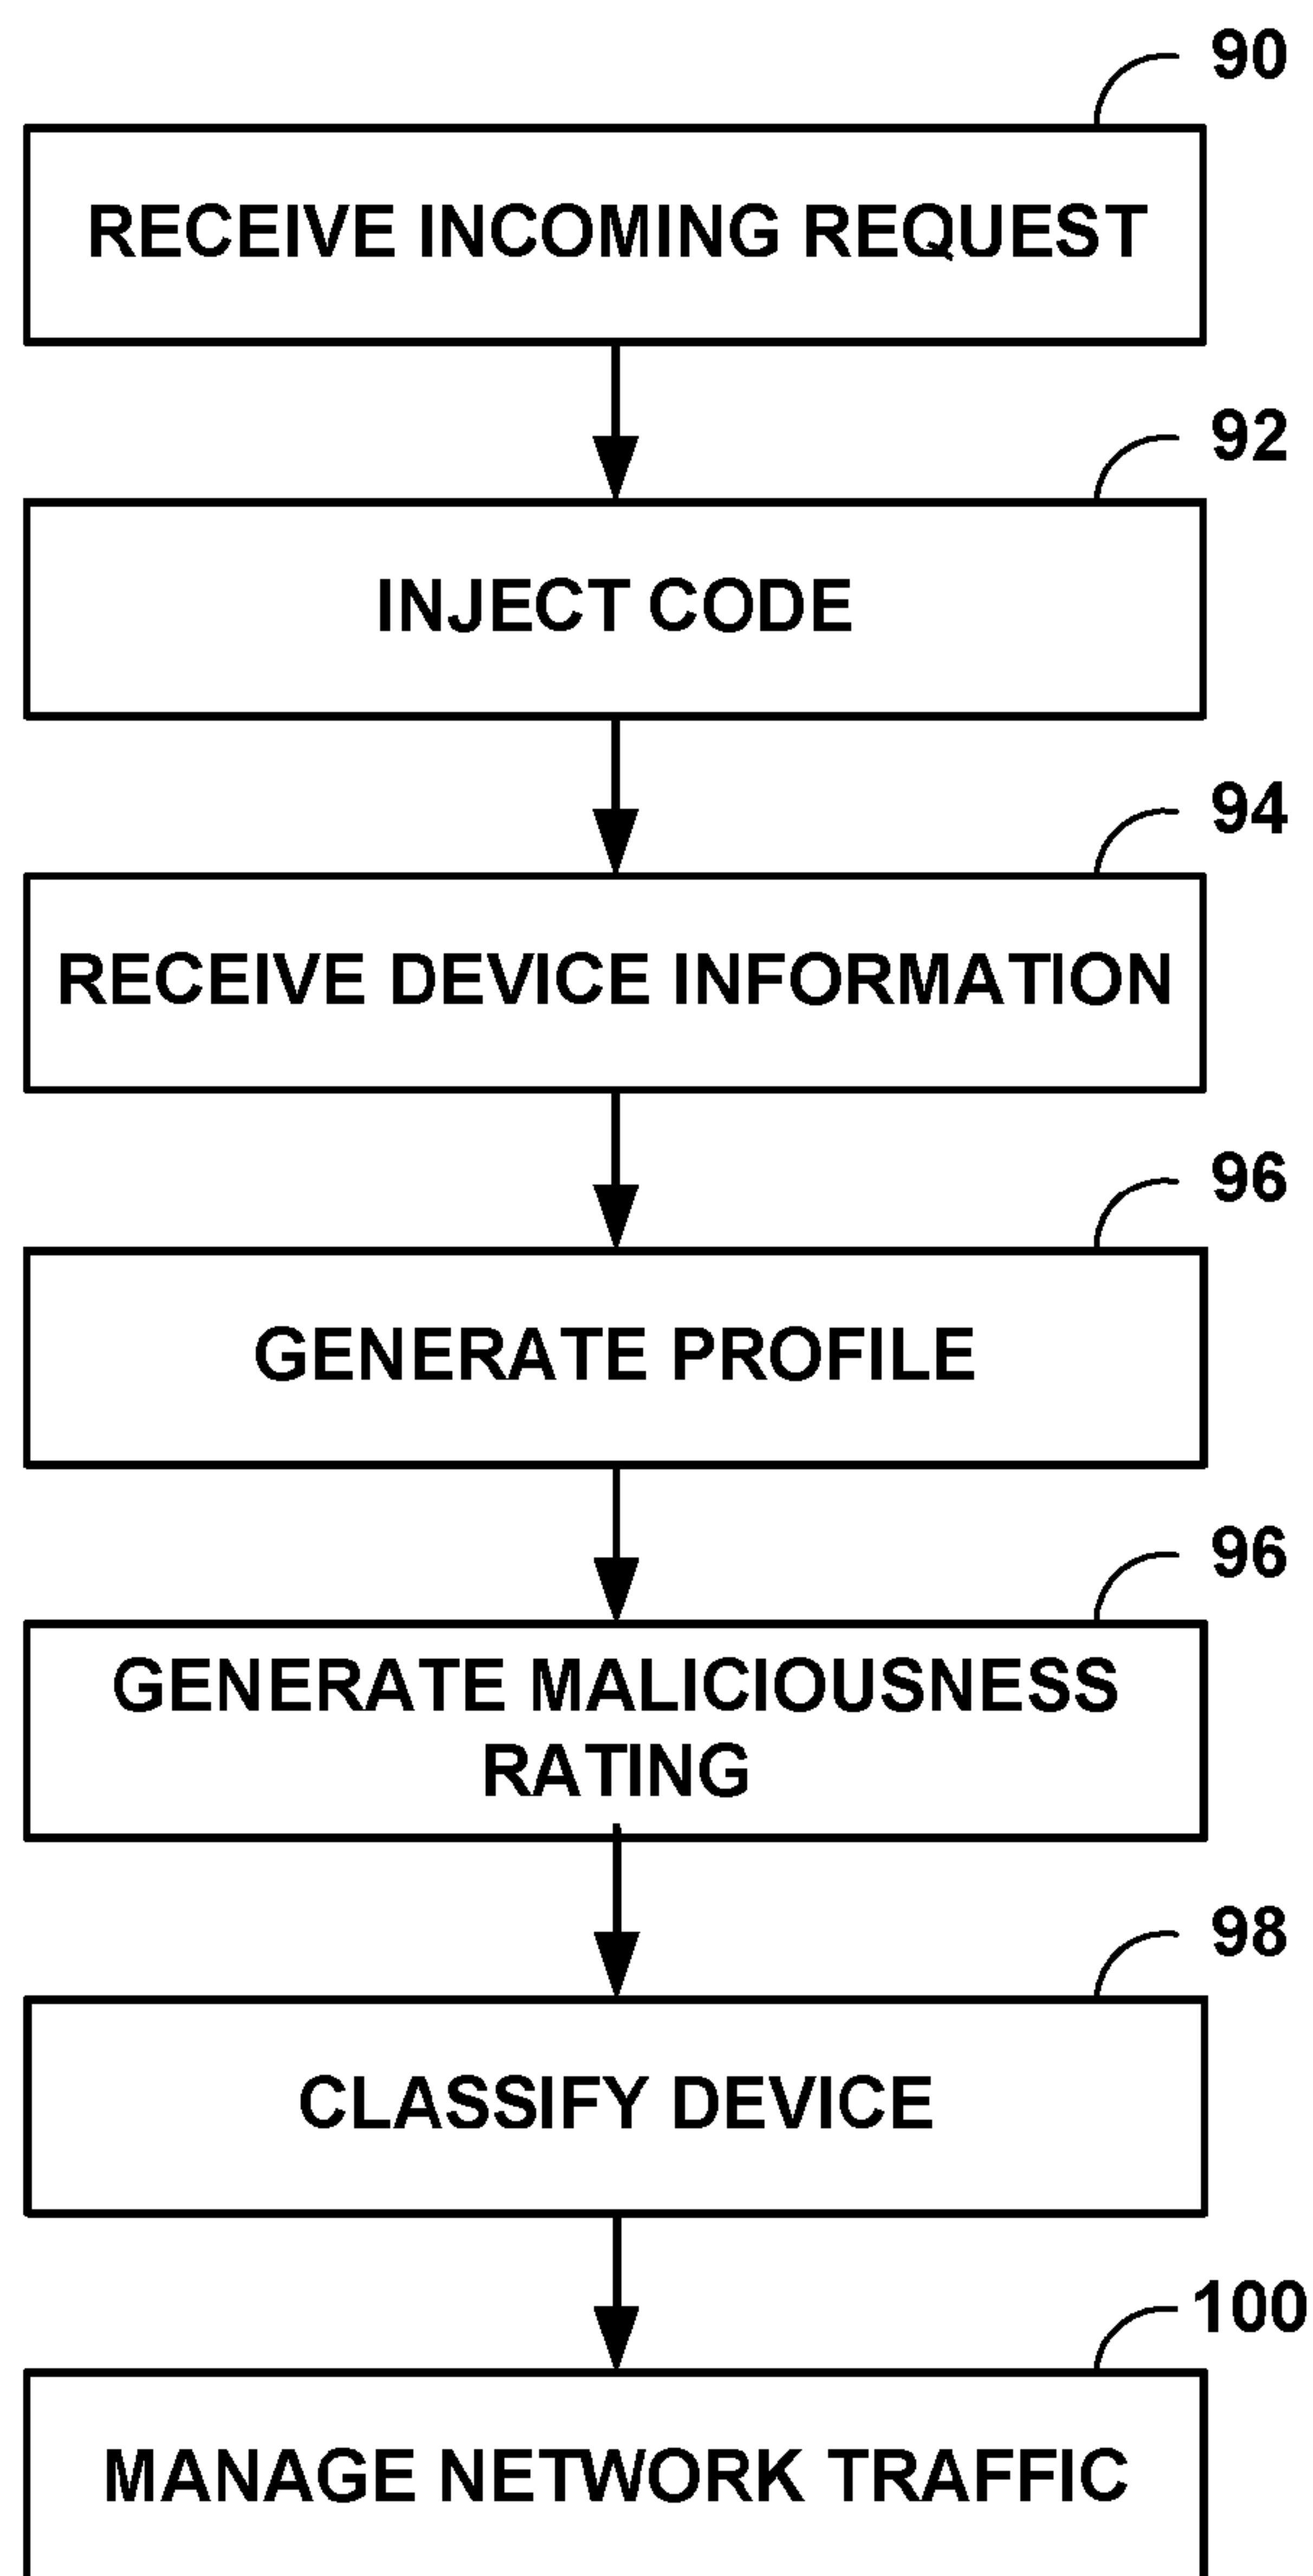 90
RECEIVE INCOMING REQUEST
92
INJECT CODE
94
RECEIVE DEVICE INFORMATION
96
GENERATE PROFILE
96
GENERATE MALICIOUSNESS
RATING
98
CLASSIFY DEVICE
100
MANAGE NETWORK TRAFFIC